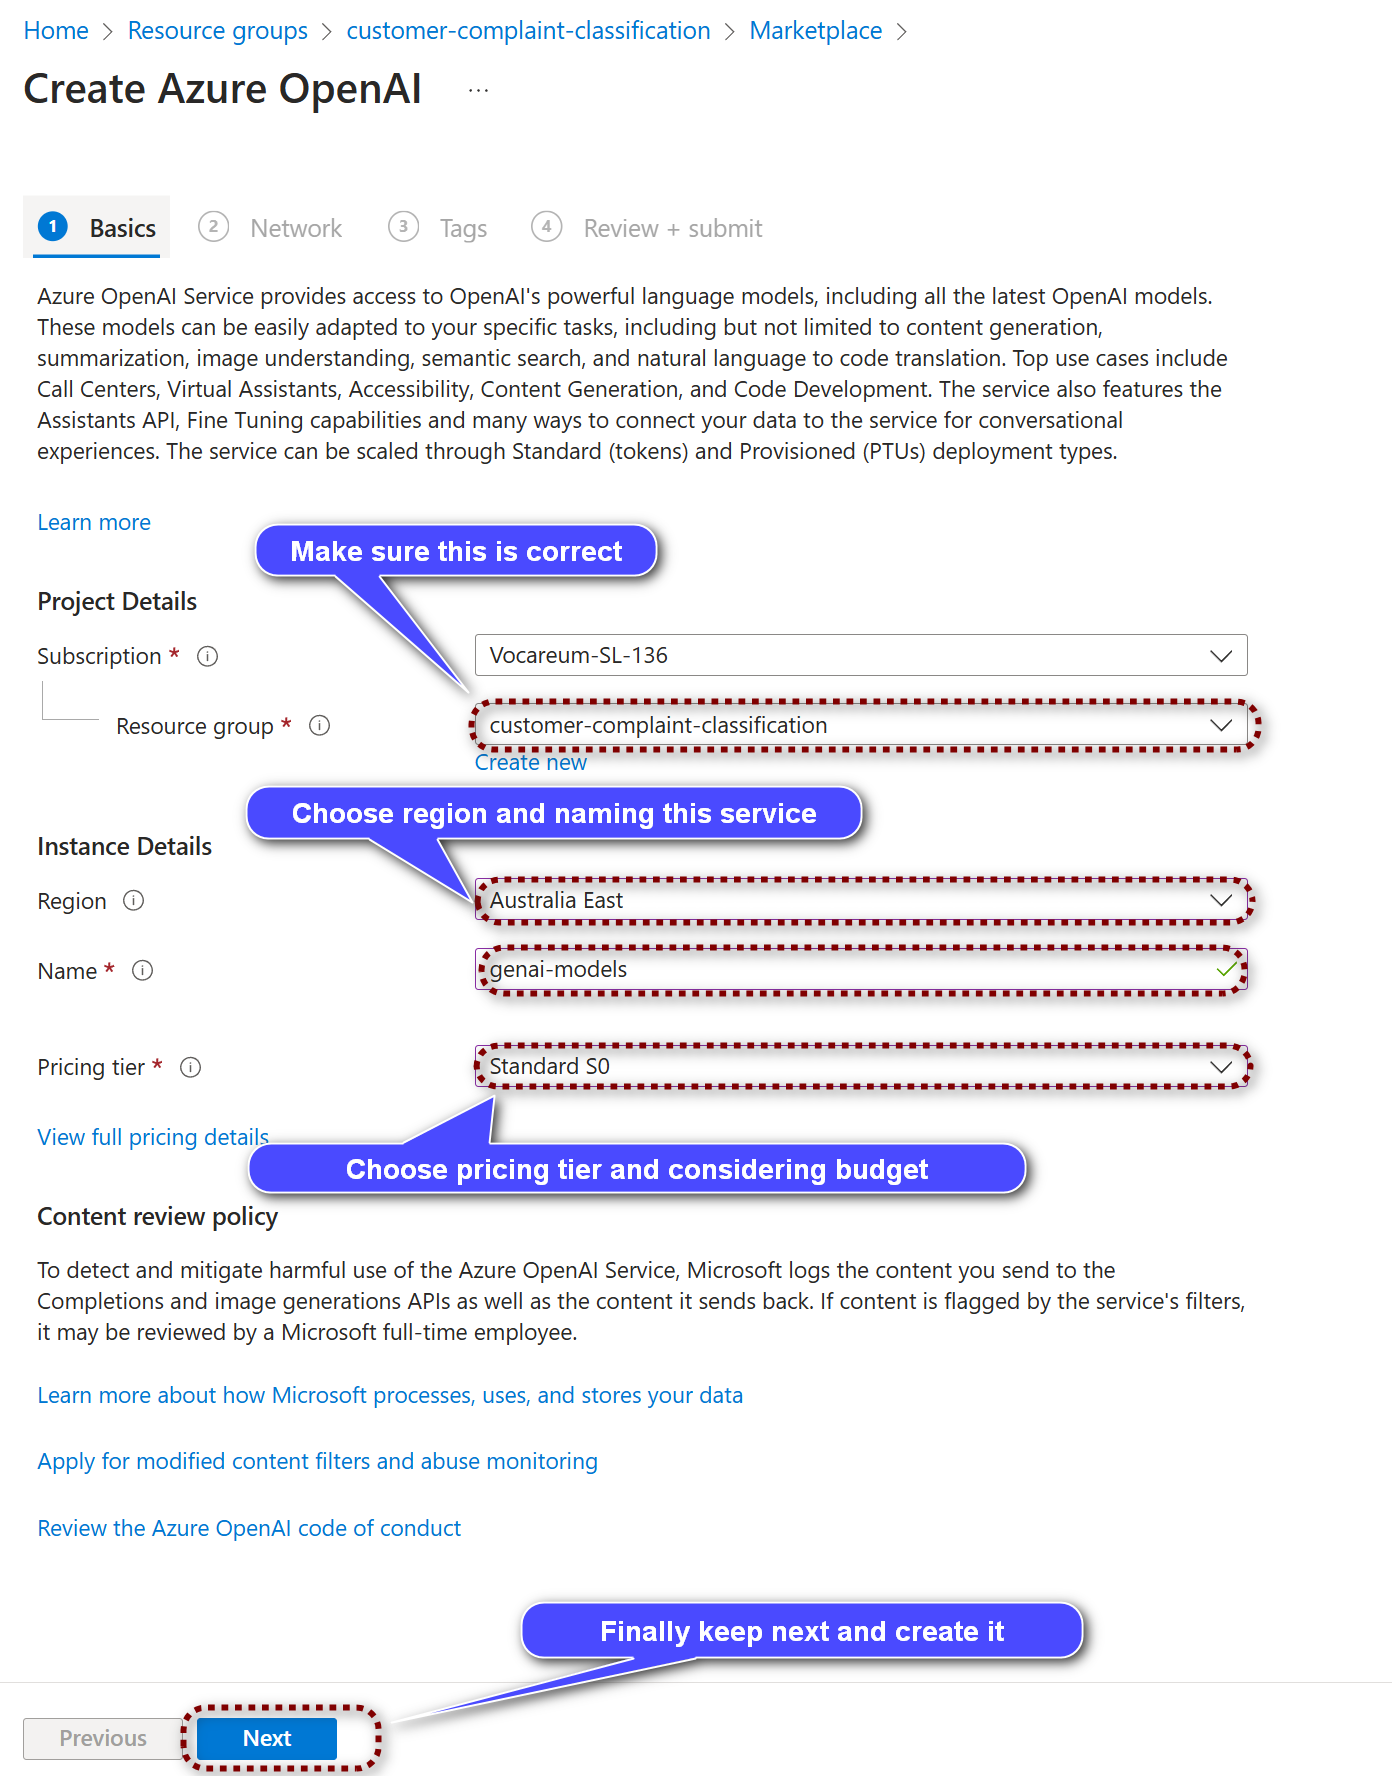 Home > Resource groups > customer-complaint-classification > Marketplace >
Create Azure OpenAI ...
1 Basics 2 Network 3 Tags 4 Review + submit
Azure OpenAI Service provides access to OpenAI's powerful language models, including all the latest OpenAI models.
These models can be easily adapted to your specific tasks, including but not limited to content generation,
summarization, image understanding, semantic search, and natural language to code translation. Top use cases include
Call Centers, Virtual Assistants, Accessibility, Content Generation, and Code Development. The service also features the
Assistants API, Fine Tuning capabilities and many ways to connect your data to the service for conversational
experiences. The service can be scaled through Standard (tokens) and Provisioned (PTUs) deployment types.
Learn more
Make sure this is correct
Project Details
Subscription * Vocareum-SL-136
Resource group * customer-complaint-classification
Create new
Choose region and naming this service
Instance Details
Region Australia East
Name * genai-models
Pricing tier * Standard S0
View full pricing details
Choose pricing tier and considering budget
Content review policy
To detect and mitigate harmful use of the Azure OpenAI Service, Microsoft logs the content you send to the
Completions and image generations APIs as well as the content it sends back. If content is flagged by the service's filters,
it may be reviewed by a Microsoft full-time employee.
Learn more about how Microsoft processes, uses, and stores your data
Apply for modified content filters and abuse monitoring
Review the Azure OpenAI code of conduct
Finally keep next and create it
Previous Next